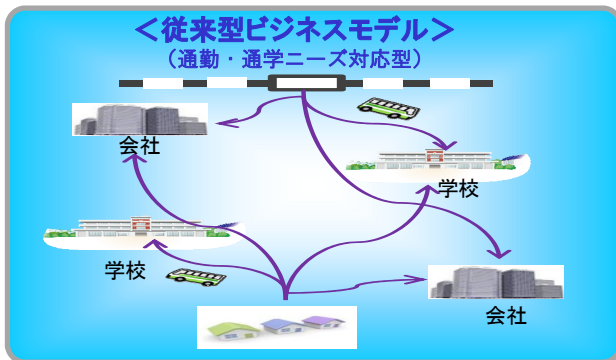 ＜従来型ビジネスモデル＞
（通勤・通学ニーズ対応型）
会社
学校
学校
会社